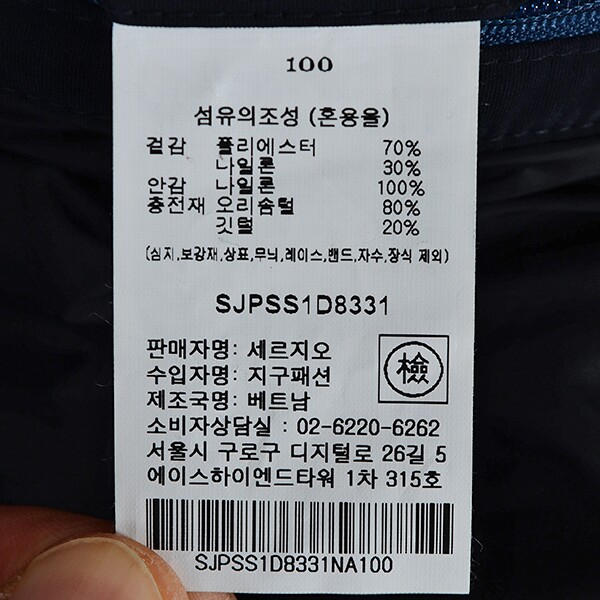 100
섬유의조성 (혼용율)
겉감 폴리에스터 70%
나일론 30%
안감 나일론 100%
충전재 오리솜털 80%
깃털 20%
(심지,보강재,상표,무늬,레이스,밴드,자수,장식 제외)
SJPSS1D8331
판매자명: 세르지오
수입자명: 지구패션
제조국명: 베트남
檢
소비자상담실 : 02-6220-6262
서울시 구로구 디지털로 26길 5
에이스하이엔드타워 1차 315호
SJPSS1D8331NA100